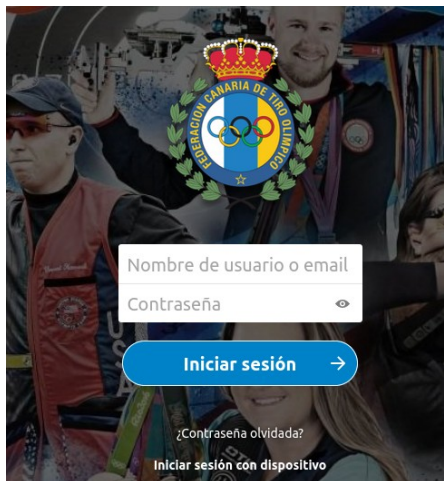 FEDERACION CANARIA DE TIRO OLIMPICO
Nombre de usuario o email
Contraseña
Iniciar sesión
¿Contraseña olvidada?
Iniciar sesión con dispositivo